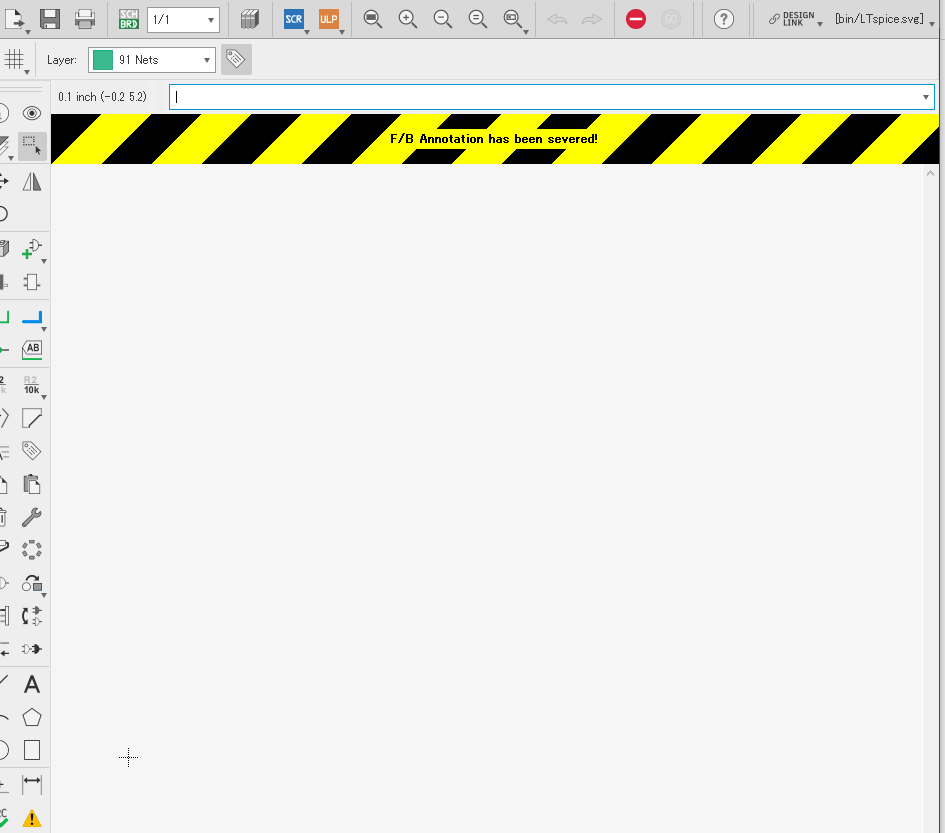 SCH
BRD
1/1
SCR
ULP
GO
?
DESIGN
LINK
[bin/LTspice.svg]
Layer:
91 Nets
0.1 inch (-0.2 5.2)
F/B Annotation has been severed!
AB
R2
10k
A